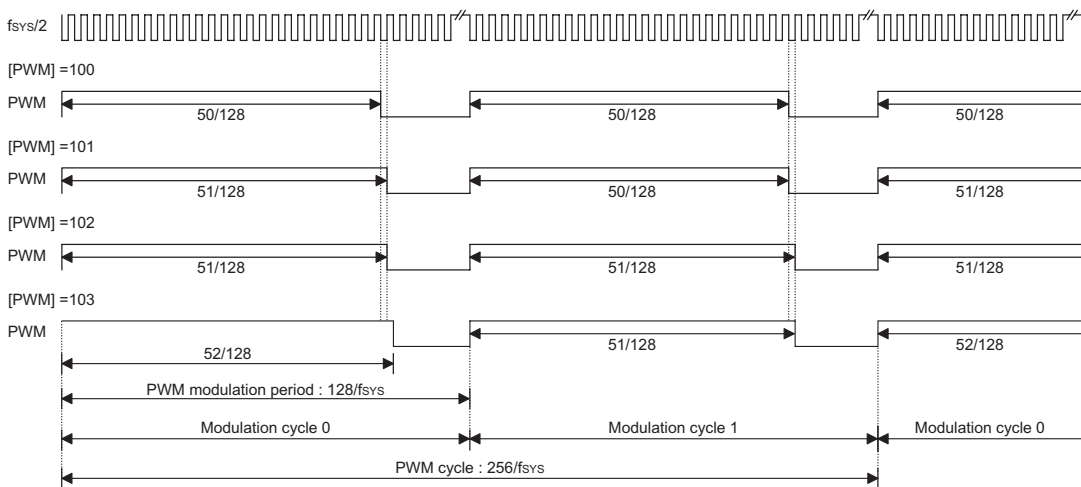 fSYS/2
[PWM] =100
PWM
50/128 50/128 50/128
[PWM] =101
PWM
51/128 50/128 51/128
[PWM] =102
PWM
51/128 51/128 51/128
[PWM] =103
PWM
52/128 51/128 52/128
PWM modulation period : 128/fSYS
Modulation cycle 0 Modulation cycle 1 Modulation cycle 0
PWM cycle : 256/fSYS